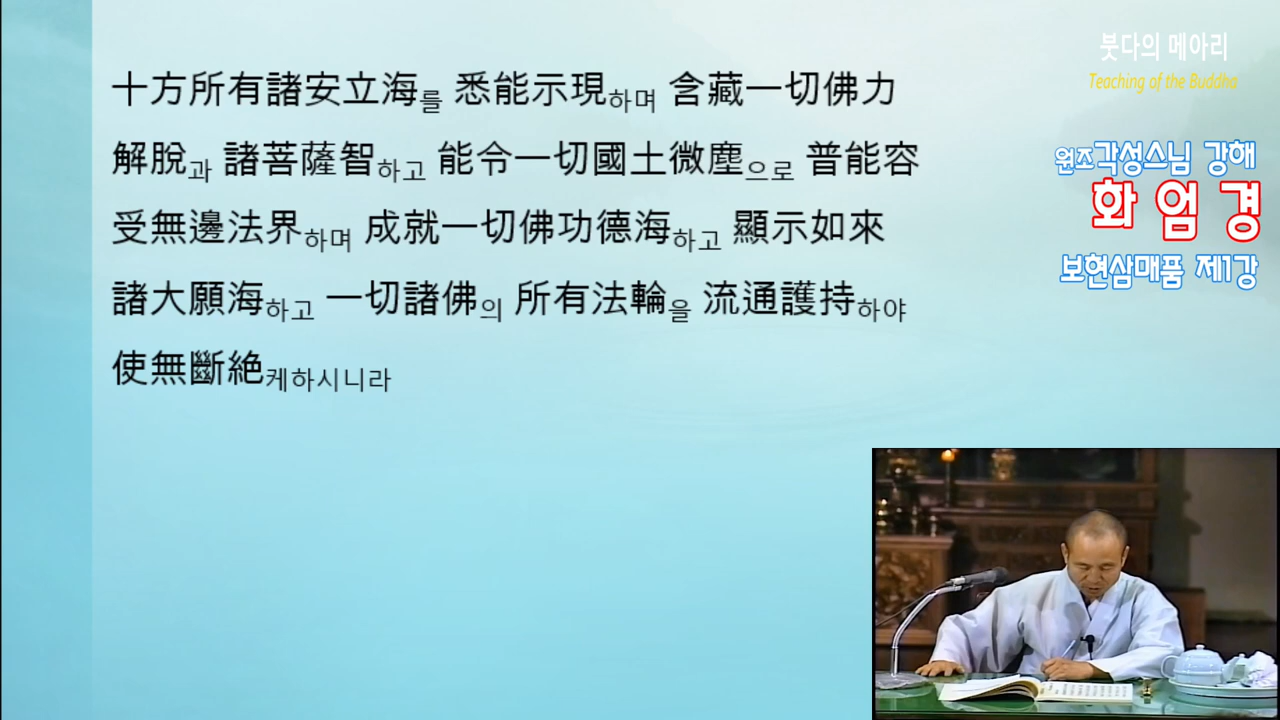 十方所有諸安立海를 悉能示現하며 含藏一切佛力
解脫과 諸菩薩智하고 能令一切國土微塵으로 普能容
受無邊法界하며 成就一切佛功德海하고 顯示如來
諸大願海하고 一切諸佛의 所有法輪을 流通護持하야
使無斷絶케하시니라
붓다의 메아리
Teaching of the Buddha
원조각성스님 강해
화엄경
보현삼매품 제1강